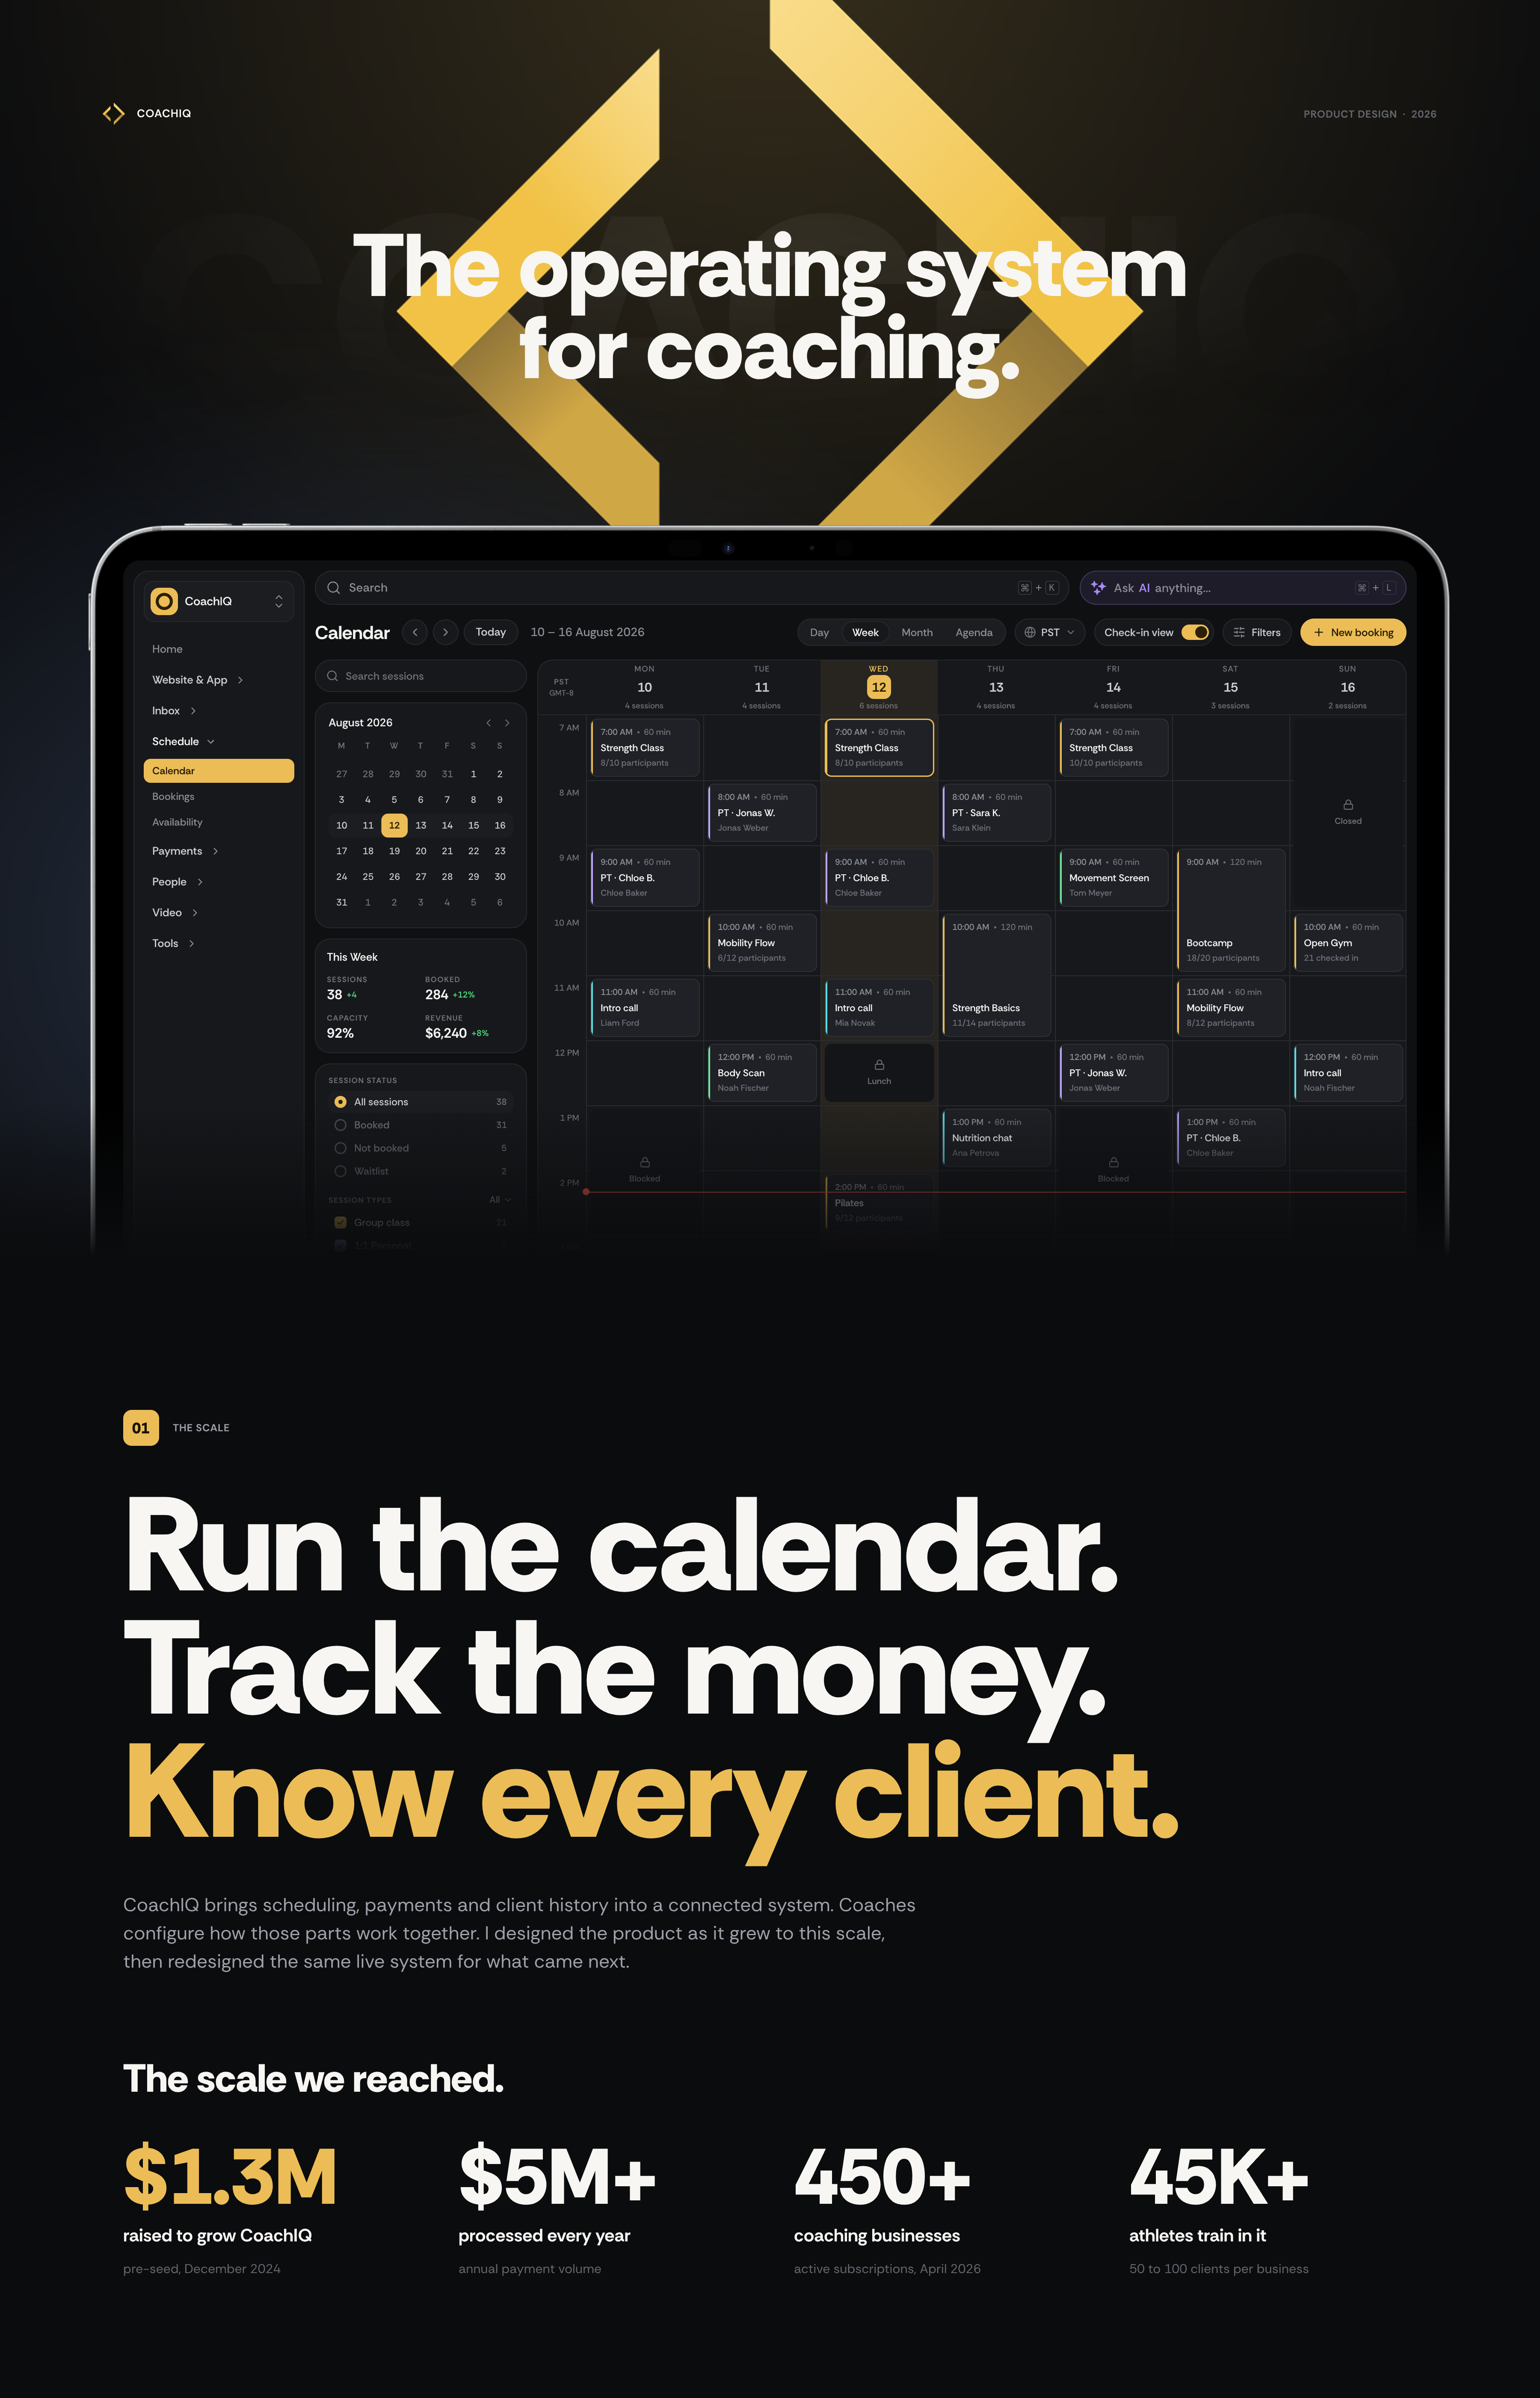 COACHIQ
PRODUCT DESIGN · 2026
COACHIQ
The operating system
for coaching.
CoachIQ
Search
⌘ + K
Ask AI anything...
⌘ + L
Home
Website & App
Inbox
Schedule
Calendar
Bookings
Availability
Payments
People
Video
Tools
Calendar
Today
10 – 16 August 2026
Day Week Month Agenda
PST
Check-in view
Filters
New booking
Search sessions
August 2026
M T W T F S S
27 28 29 30 31 1 2
3 4 5 6 7 8 9
10 11 12 13 14 15 16
17 18 19 20 21 22 23
24 25 26 27 28 29 30
31 1 2 3 4 5 6
This Week
SESSIONS BOOKED
38 +4 284 +12%
CAPACITY REVENUE
92% $6,240 +8%
SESSION STATUS
All sessions 38
Booked 31
Not booked 5
Waitlist 2
SESSION TYPES All
Group class 21
1:1 Personal
PST
GMT-8
MON TUE WED THU FRI SAT SUN
10 11 12 13 14 15 16
4 sessions 4 sessions 6 sessions 4 sessions 4 sessions 3 sessions 2 sessions
7 AM
7:00 AM • 60 min 7:00 AM • 60 min 7:00 AM • 60 min
Strength Class Strength Class Strength Class
8/10 participants 8/10 participants 10/10 participants
8 AM
8:00 AM • 60 min 8:00 AM • 60 min
PT · Jonas W. PT · Sara K.
Jonas Weber Sara Klein
Closed
9 AM
9:00 AM • 60 min 9:00 AM • 60 min 9:00 AM • 60 min 9:00 AM • 120 min
PT · Chloe B. PT · Chloe B. Movement Screen
Chloe Baker Chloe Baker Tom Meyer
10 AM
10:00 AM • 60 min 10:00 AM • 120 min 10:00 AM • 60 min
Mobility Flow Bootcamp Open Gym
6/12 participants 18/20 participants 21 checked in
11 AM
11:00 AM • 60 min 11:00 AM • 60 min 11:00 AM • 60 min
Intro call Intro call Strength Basics Mobility Flow
Liam Ford Mia Novak 11/14 participants 8/12 participants
12 PM
12:00 PM • 60 min 12:00 PM • 60 min 12:00 PM • 60 min
Body Scan Lunch PT · Jonas W. Intro call
Noah Fischer Jonas Weber Noah Fischer
1 PM
1:00 PM • 60 min 1:00 PM • 60 min
Nutrition chat PT · Chloe B.
Ana Petrova Chloe Baker
Blocked Blocked
2 PM
2:00 PM • 60 min
Pilates
9/12 participants
01
THE SCALE
Run the calendar.
Track the money.
Know every client.
CoachIQ brings scheduling, payments and client history into a connected system. Coaches
configure how those parts work together. I designed the product as it grew to this scale,
then redesigned the same live system for what came next.
The scale we reached.
$1.3M $5M+ 450+ 45K+
raised to grow CoachIQ processed every year coaching businesses athletes train in it
pre-seed, December 2024 annual payment volume active subscriptions, April 2026 50 to 100 clients per business